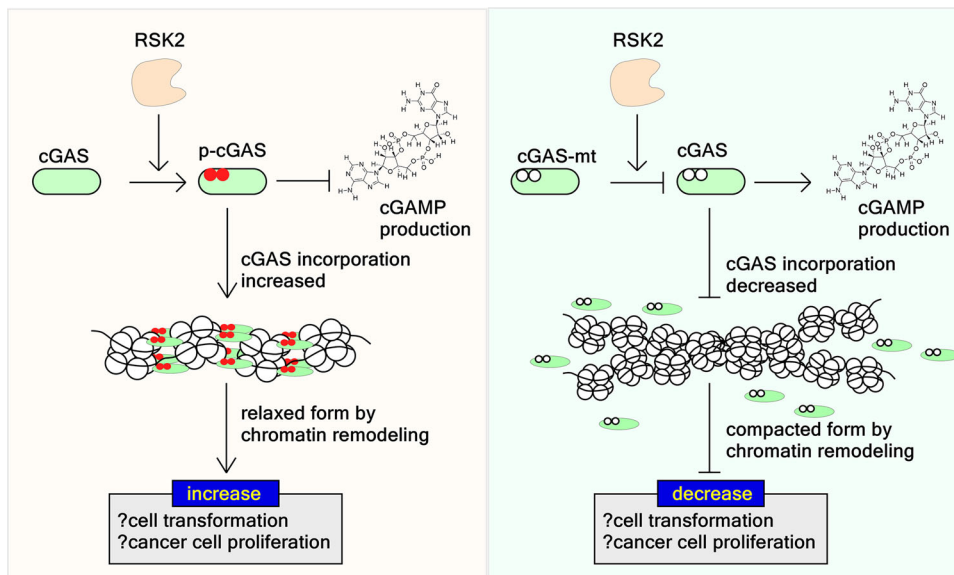 RSK2
cGAS
p-cGAS
cGAMP
production
cGAS incorporation
increased
relaxed form by
chromatin remodeling
increase
?cell transformation
?cancer cell proliferation
RSK2
cGAS-mt
cGAS
cGAMP
production
cGAS incorporation
decreased
compacted form by
chromatin remodeling
decrease
?cell transformation
?cancer cell proliferation